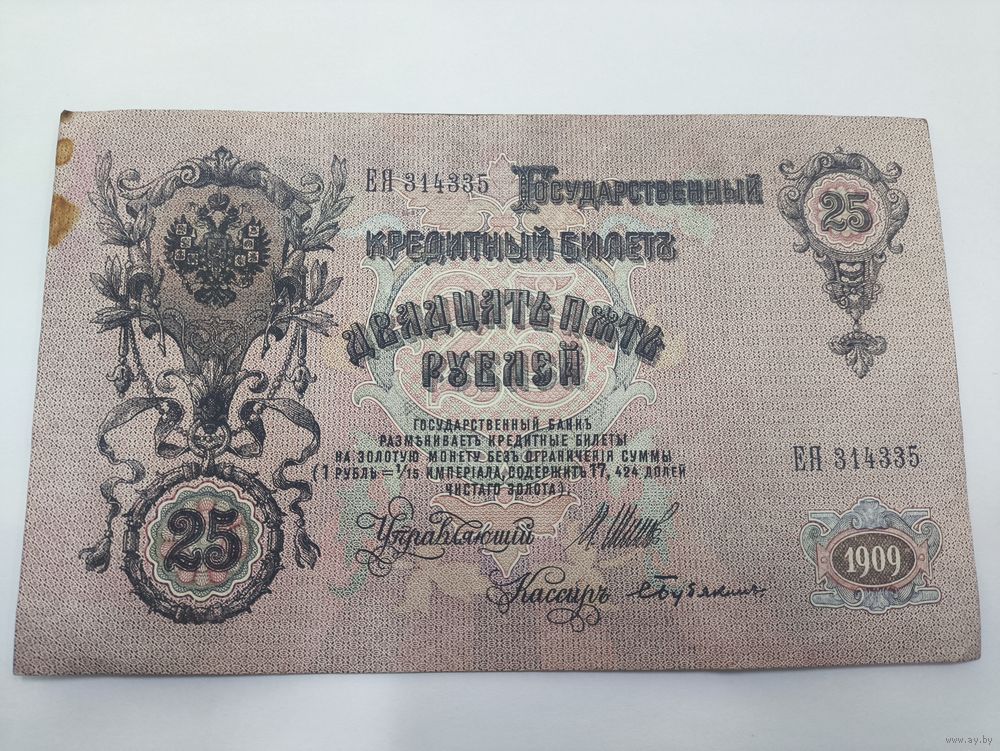 ЕЯ 314335 Государственный
25
Кредитный Билетъ
Двадцать пять
рублей
Государственный Банкъ
размѣниваетъ кредитные билеты
на золотую монету безъ ограниченія суммы
(1 рубль = 1/15 имперіала, содержитъ 17,424 долей
чистаго золота).
ЕЯ 314335
Управляющій
25
1909
Кассиръ
www.ay.by